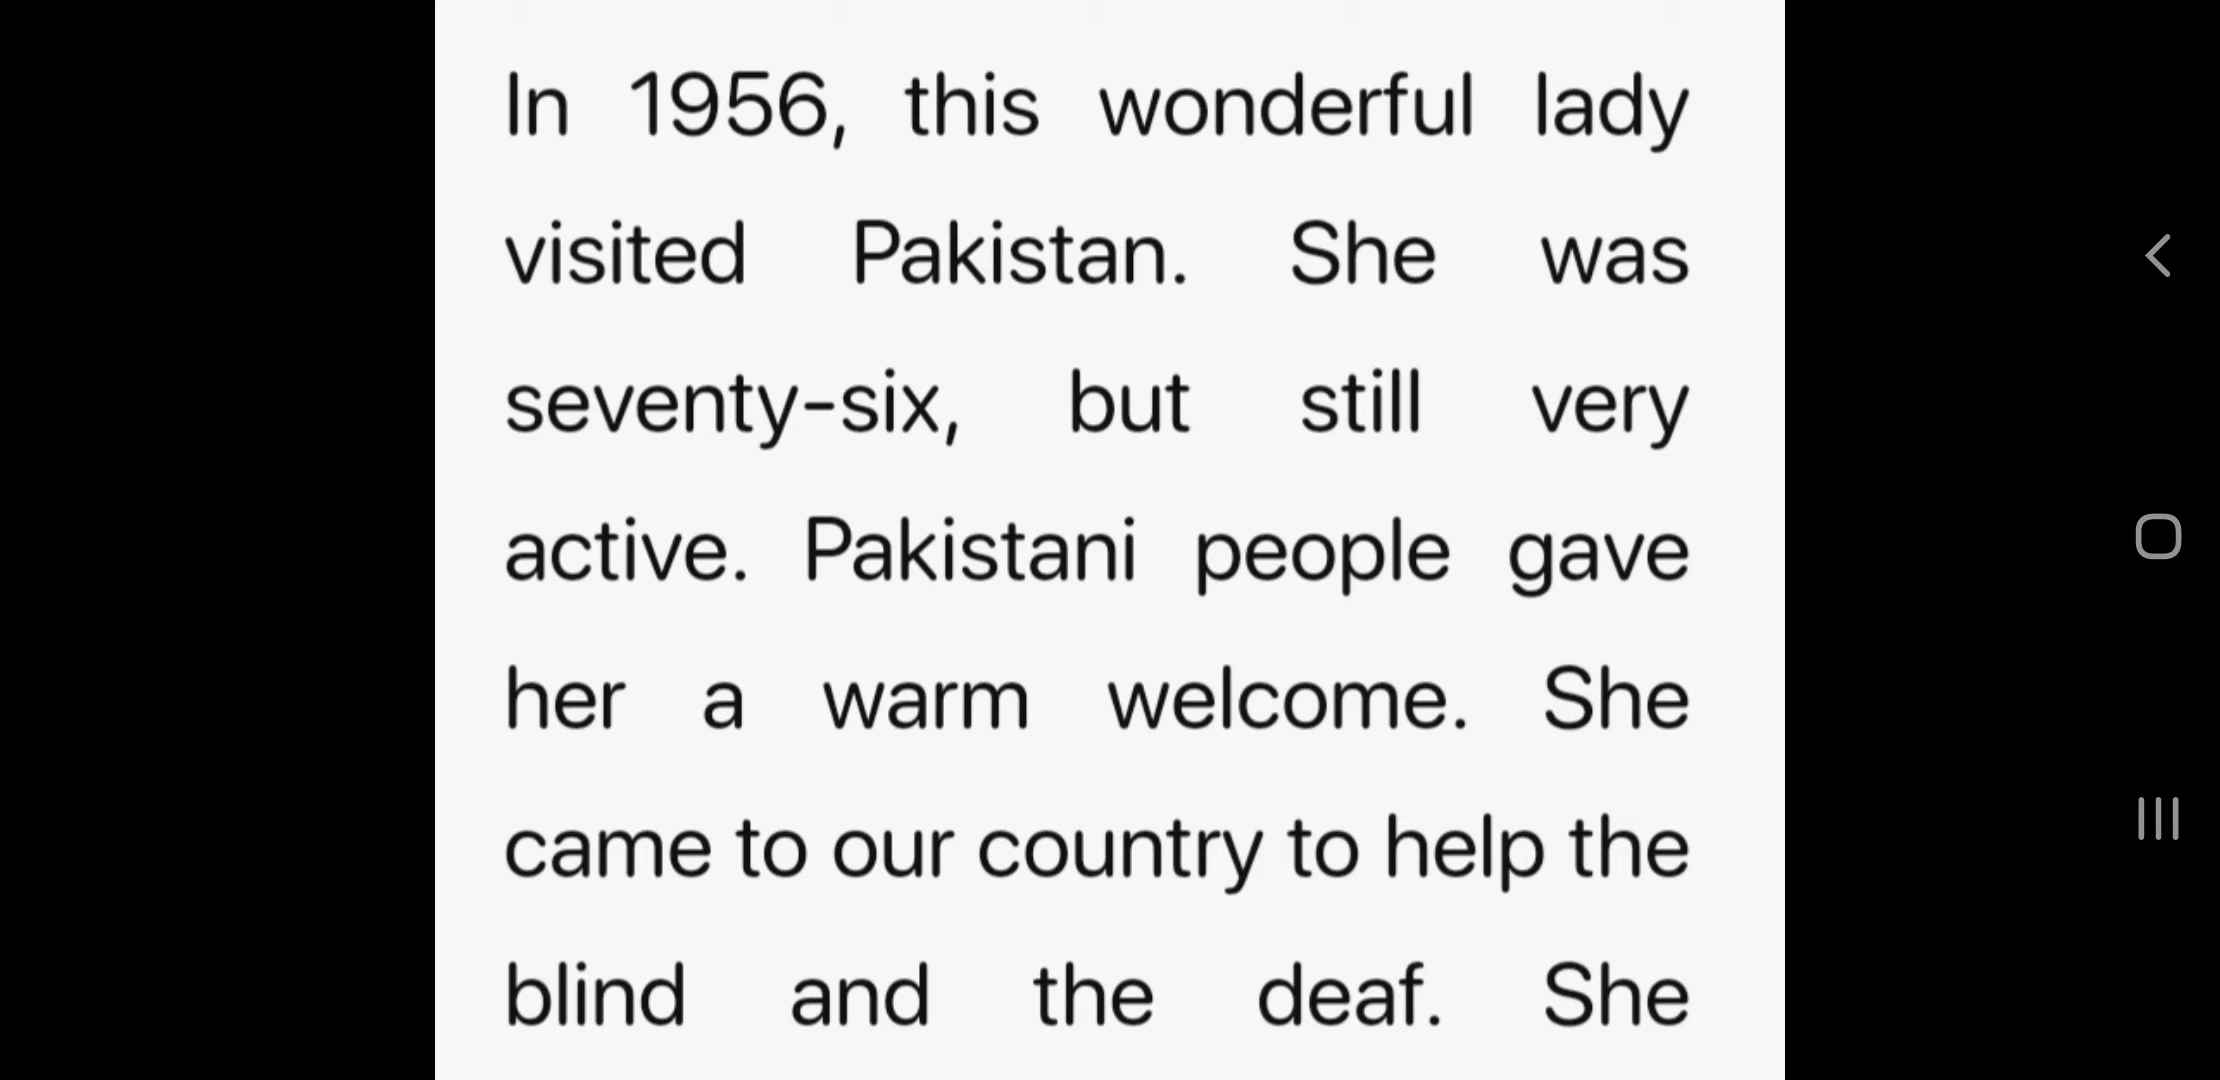 In 1956, this wonderful lady
visited Pakistan. She was
seventy-six, but still very
active. Pakistani people gave
her a warm welcome. She
came to our country to help the
blind and the deaf. She